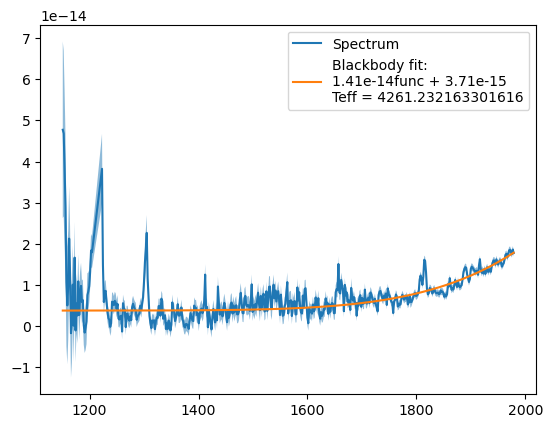 1e−14
Spectrum
Blackbody fit:
1.41e-14func + 3.71e-15
Teff = 4261.232163301616
7
6
5
4
3
2
1
0
−1
1200 1400 1600 1800 2000